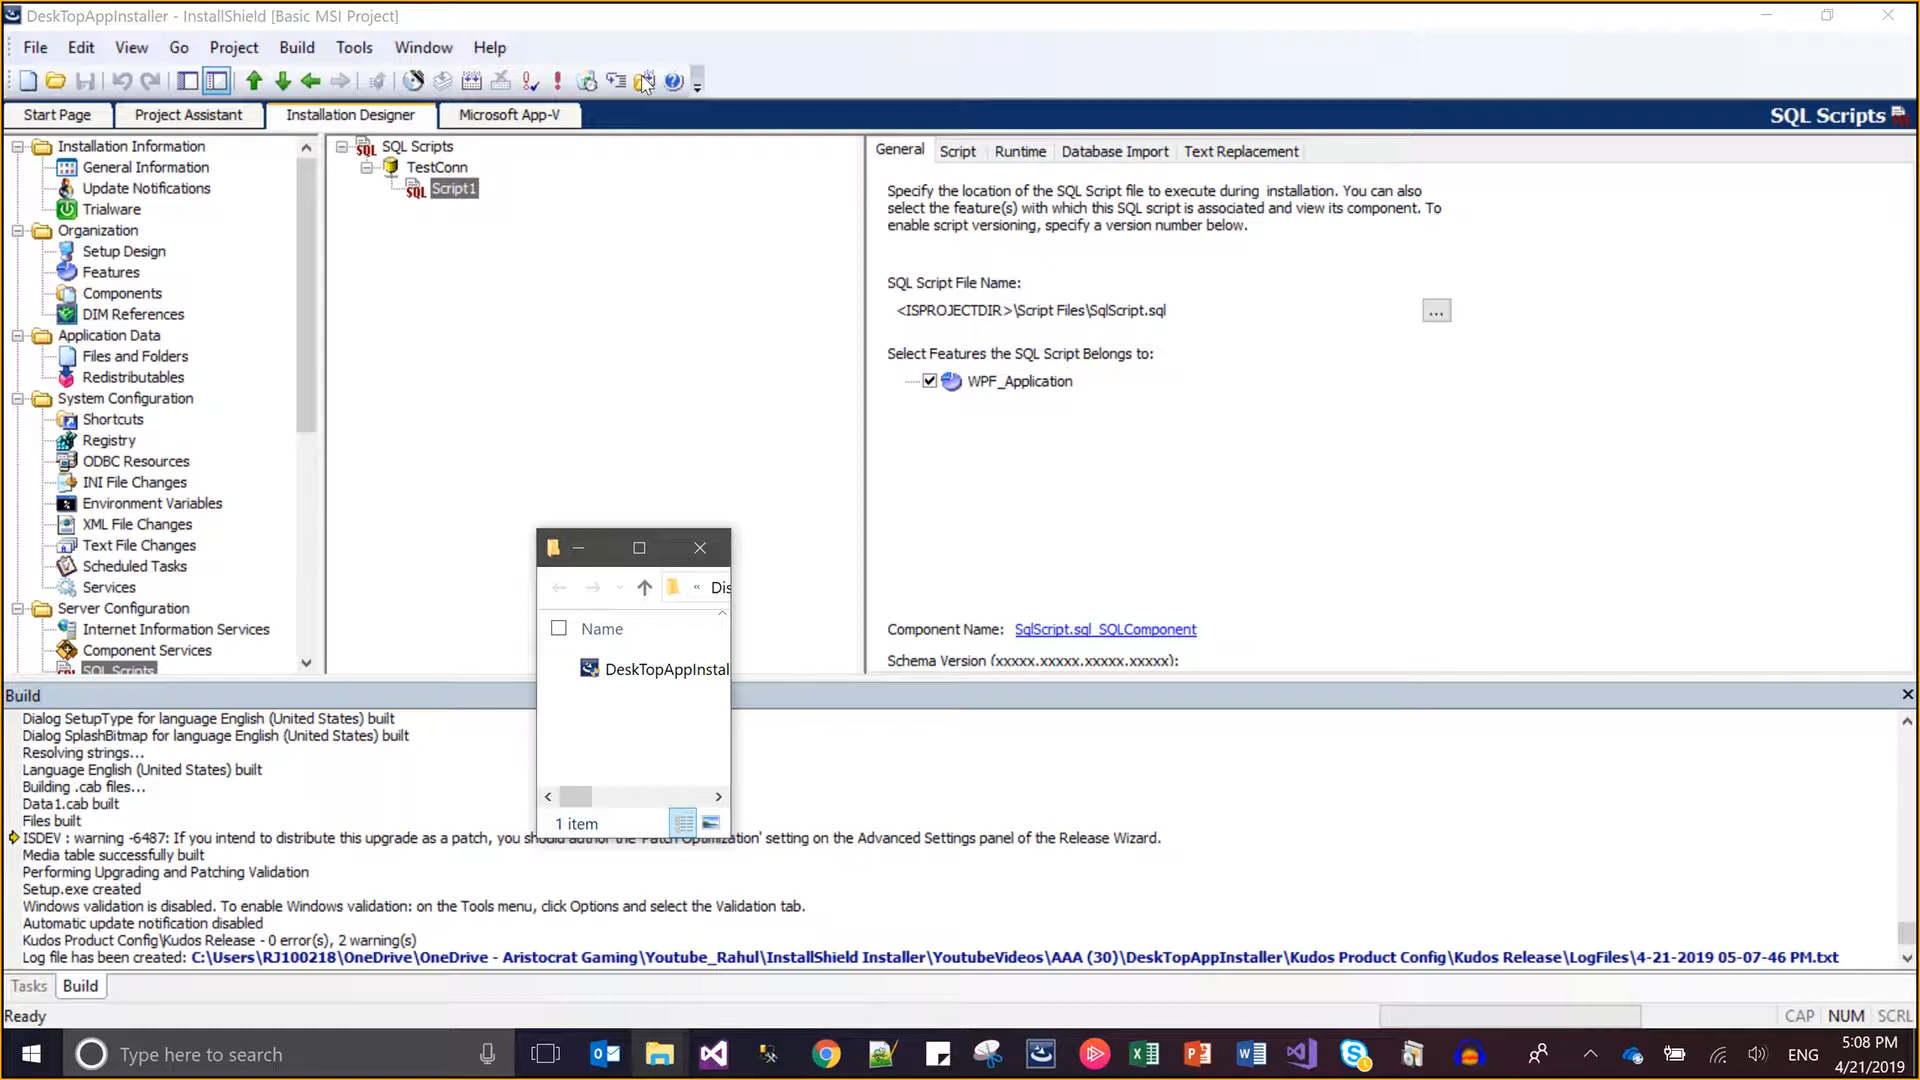 DeskTopAppInstaller - InstallShield [Basic MSI Project]
File Edit View Go Project Build Tools Window Help
Start Page Project Assistant Installation Designer Microsoft App-V SQL Scripts
Installation Information
General Information
Update Notifications
Trialware
Organization
Setup Design
Features
Components
DIM References
Application Data
Files and Folders
Redistributables
System Configuration
Shortcuts
Registry
ODBC Resources
INI File Changes
Environment Variables
XML File Changes
Text File Changes
Scheduled Tasks
Services
Server Configuration
Internet Information Services
Component Services
SQL Scripts
SQL Scripts
TestConn
Script1
General Script Runtime Database Import Text Replacement
Specify the location of the SQL Script file to execute during installation. You can also
select the feature(s) with which this SQL script is associated and view its component. To
enable script versioning, specify a version number below.
SQL Script File Name:
<ISPROJECTDIR>\Script Files\SqlScript.sql
...
Select Features the SQL Script Belongs to:
WPF_Application
Component Name: SqlScript.sql_SQLComponent
Schema Version (xxxxx.xxxxx.xxxxx.xxxxx):
« Dis
Name
DeskTopAppInstal
1 item
Build
Dialog SetupType for language English (United States) built
Dialog SplashBitmap for language English (United States) built
Resolving strings...
Language English (United States) built
Building .cab files...
Data1.cab built
Files built
ISDEV : warning -6487: If you intend to distribute this upgrade as a patch, you should author the 'Patch Optimization' setting on the Advanced Settings panel of the Release Wizard.
Media table successfully built
Performing Upgrading and Patching Validation
Setup.exe created
Windows validation is disabled. To enable Windows validation: on the Tools menu, click Options and select the Validation tab.
Automatic update notification disabled
Kudos Product Config\Kudos Release - 0 error(s), 2 warning(s)
Log file has been created: C:\Users\RJ100218\OneDrive\OneDrive - Aristocrat Gaming\Youtube_Rahul\InstallShield Installer\YoutubeVideos\AAA (30)\DeskTopAppInstaller\Kudos Product Config\Kudos Release\LogFiles\4-21-2019 05-07-46 PM.txt
Tasks Build
Ready CAP NUM SCRL
Type here to search
ENG
5:08 PM
4/21/2019